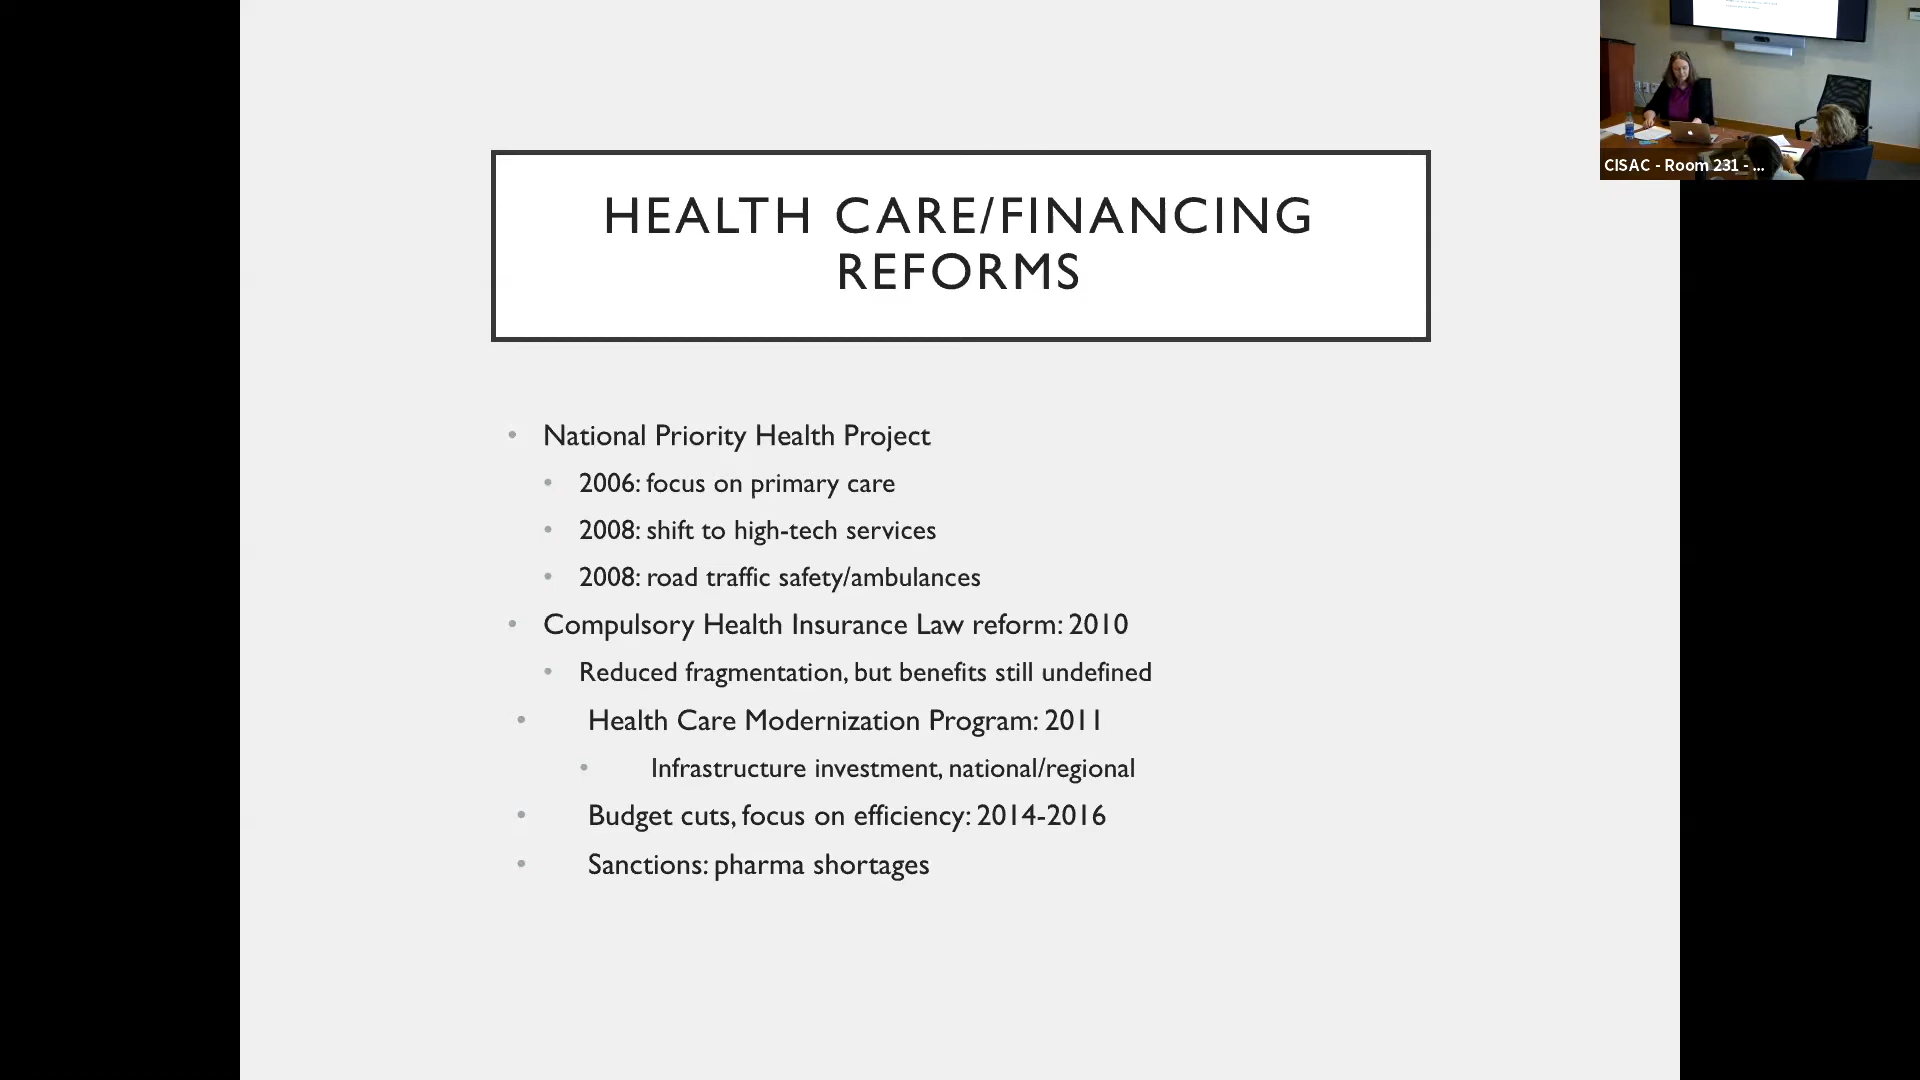 HEALTH CARE/FINANCING
REFORMS
National Priority Health Project
2006: focus on primary care
2008: shift to high-tech services
2008: road traffic safety/ambulances
Compulsory Health Insurance Law reform: 2010
Reduced fragmentation, but benefits still undefined
Health Care Modernization Program: 2011
Infrastructure investment, national/regional
Budget cuts, focus on efficiency: 2014-2016
Sanctions: pharma shortages
CISAC - Room 231 - ...